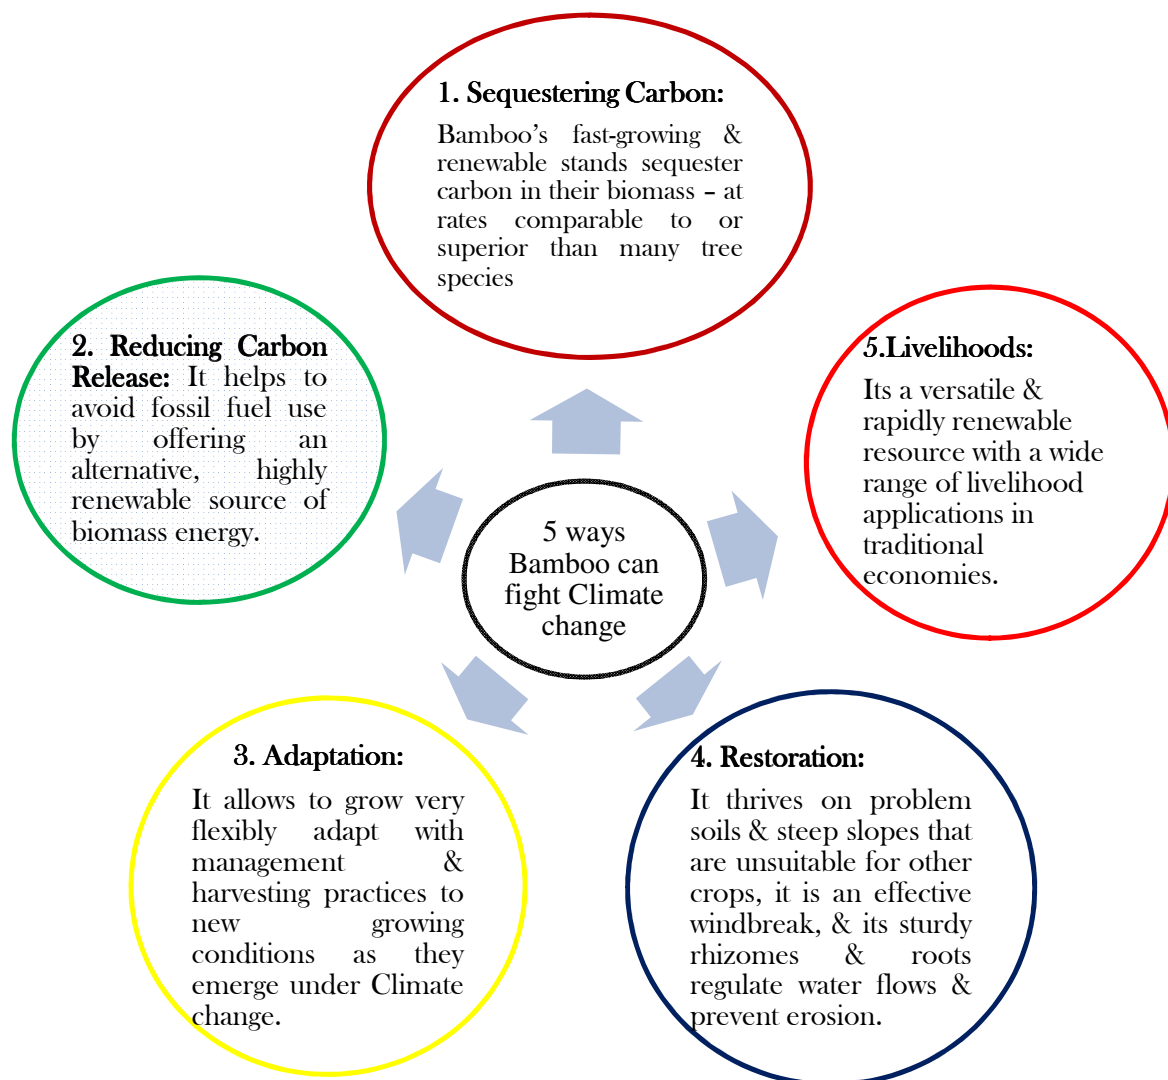 1. Sequestering Carbon:
Bamboo’s fast-growing &
renewable stands sequester
carbon in their biomass – at
rates comparable to or
superior than many tree
species
2. Reducing Carbon
Release: It helps to
avoid fossil fuel use
by offering an
alternative, highly
renewable source of
biomass energy.
5.Livelihoods:
Its a versatile &
rapidly renewable
resource with a wide
range of livelihood
applications in
traditional
economies.
5 ways
Bamboo can
fight Climate
change
3. Adaptation:
It allows to grow very
flexibly adapt with
management &
harvesting practices to
new growing
conditions as they
emerge under Climate
change.
4. Restoration:
It thrives on problem
soils & steep slopes that
are unsuitable for other
crops, it is an effective
windbreak, & its sturdy
rhizomes & roots
regulate water flows &
prevent erosion.